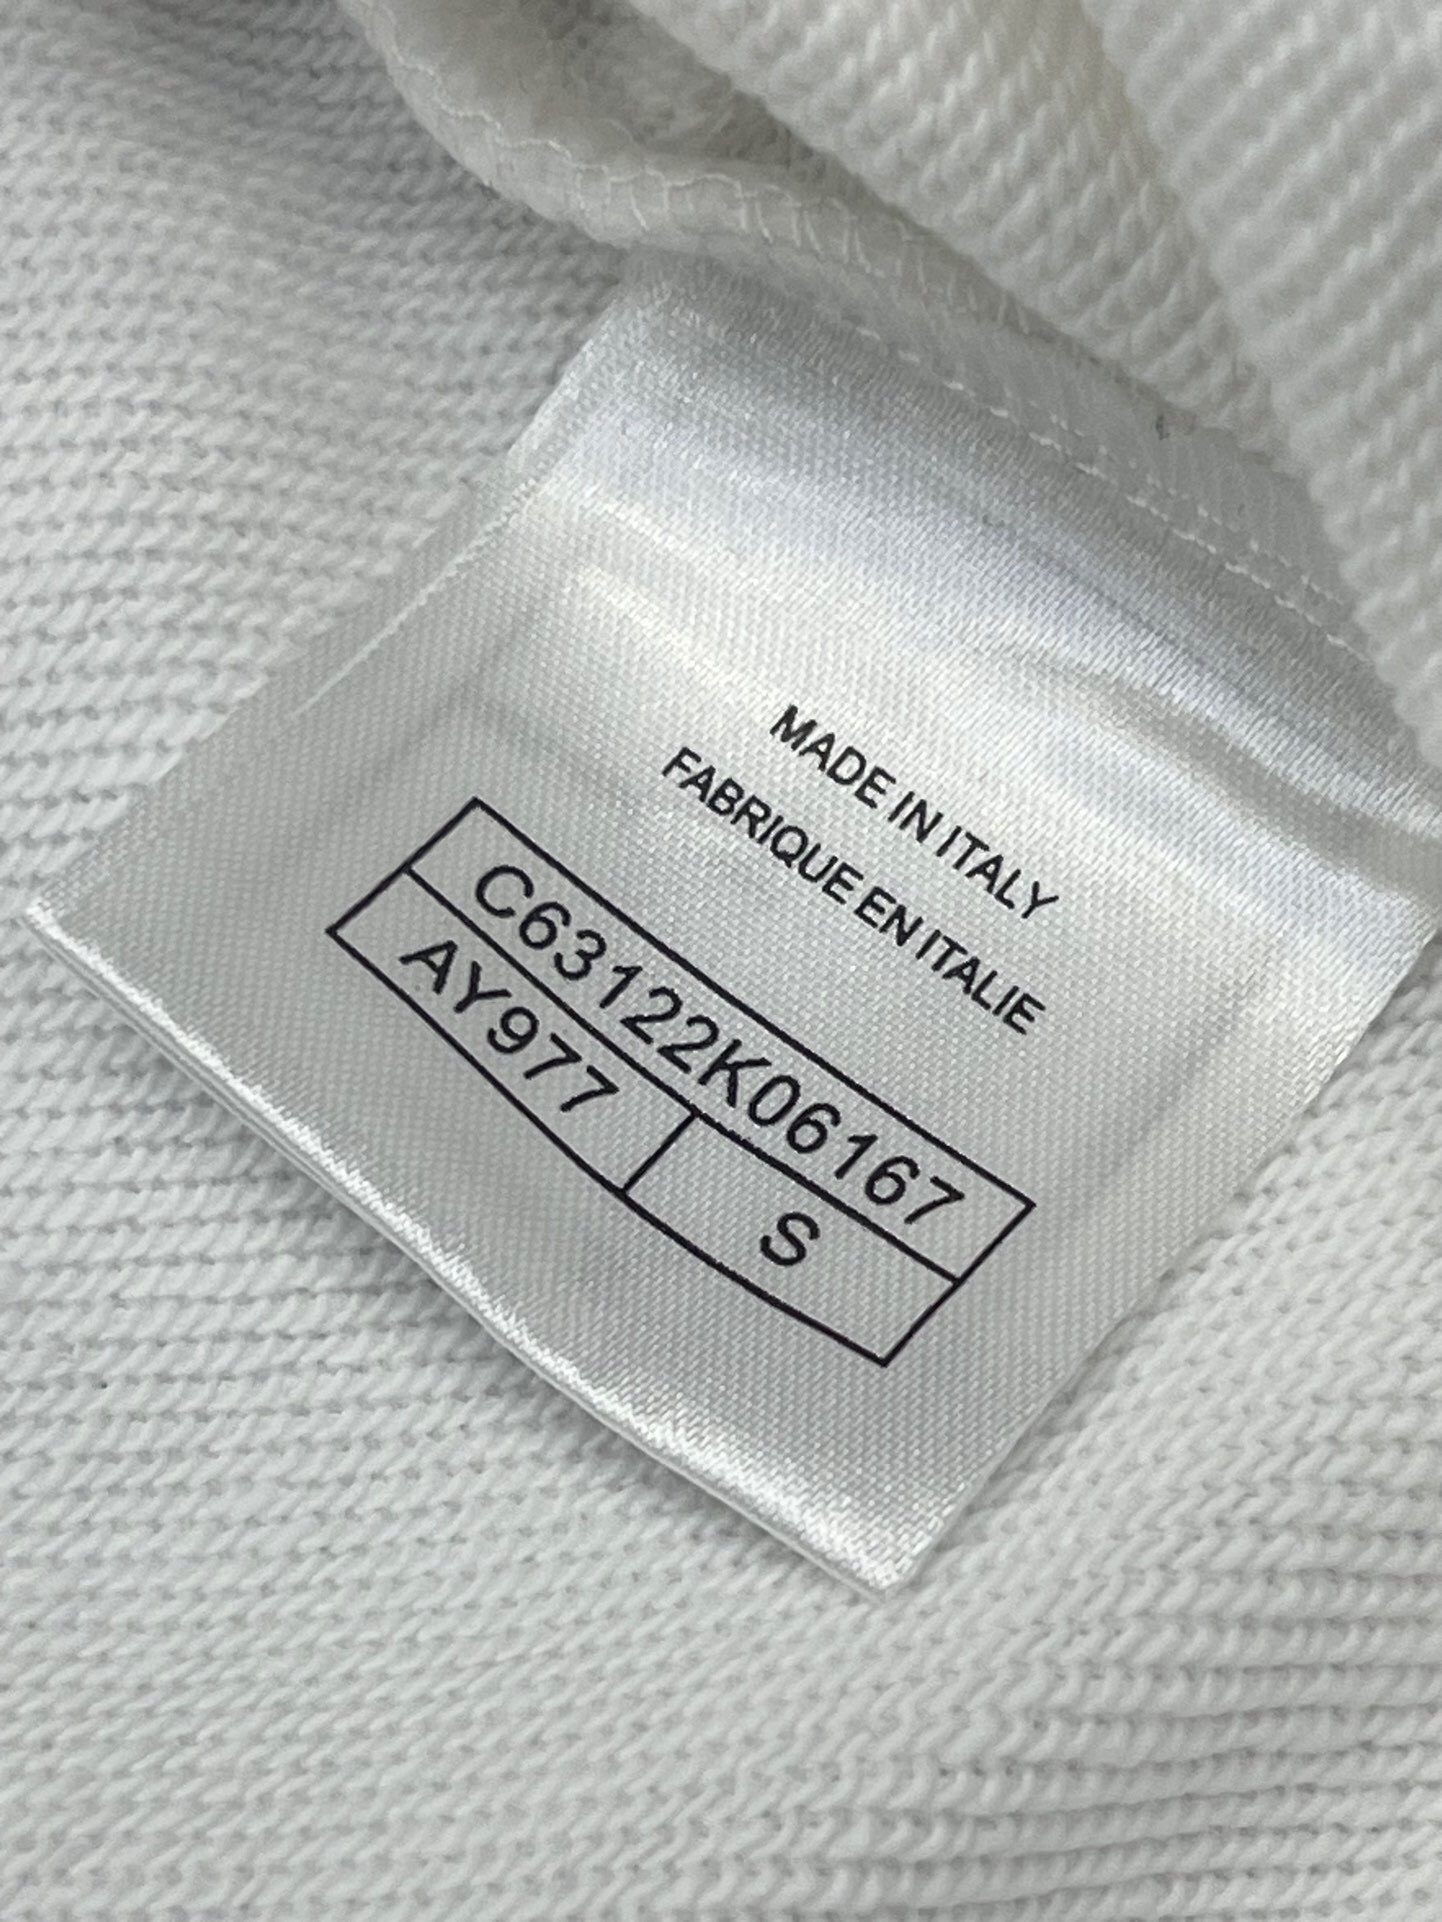 MADE IN ITALY
FABRIQUE EN ITALIE
C63122K06167
AY977 S